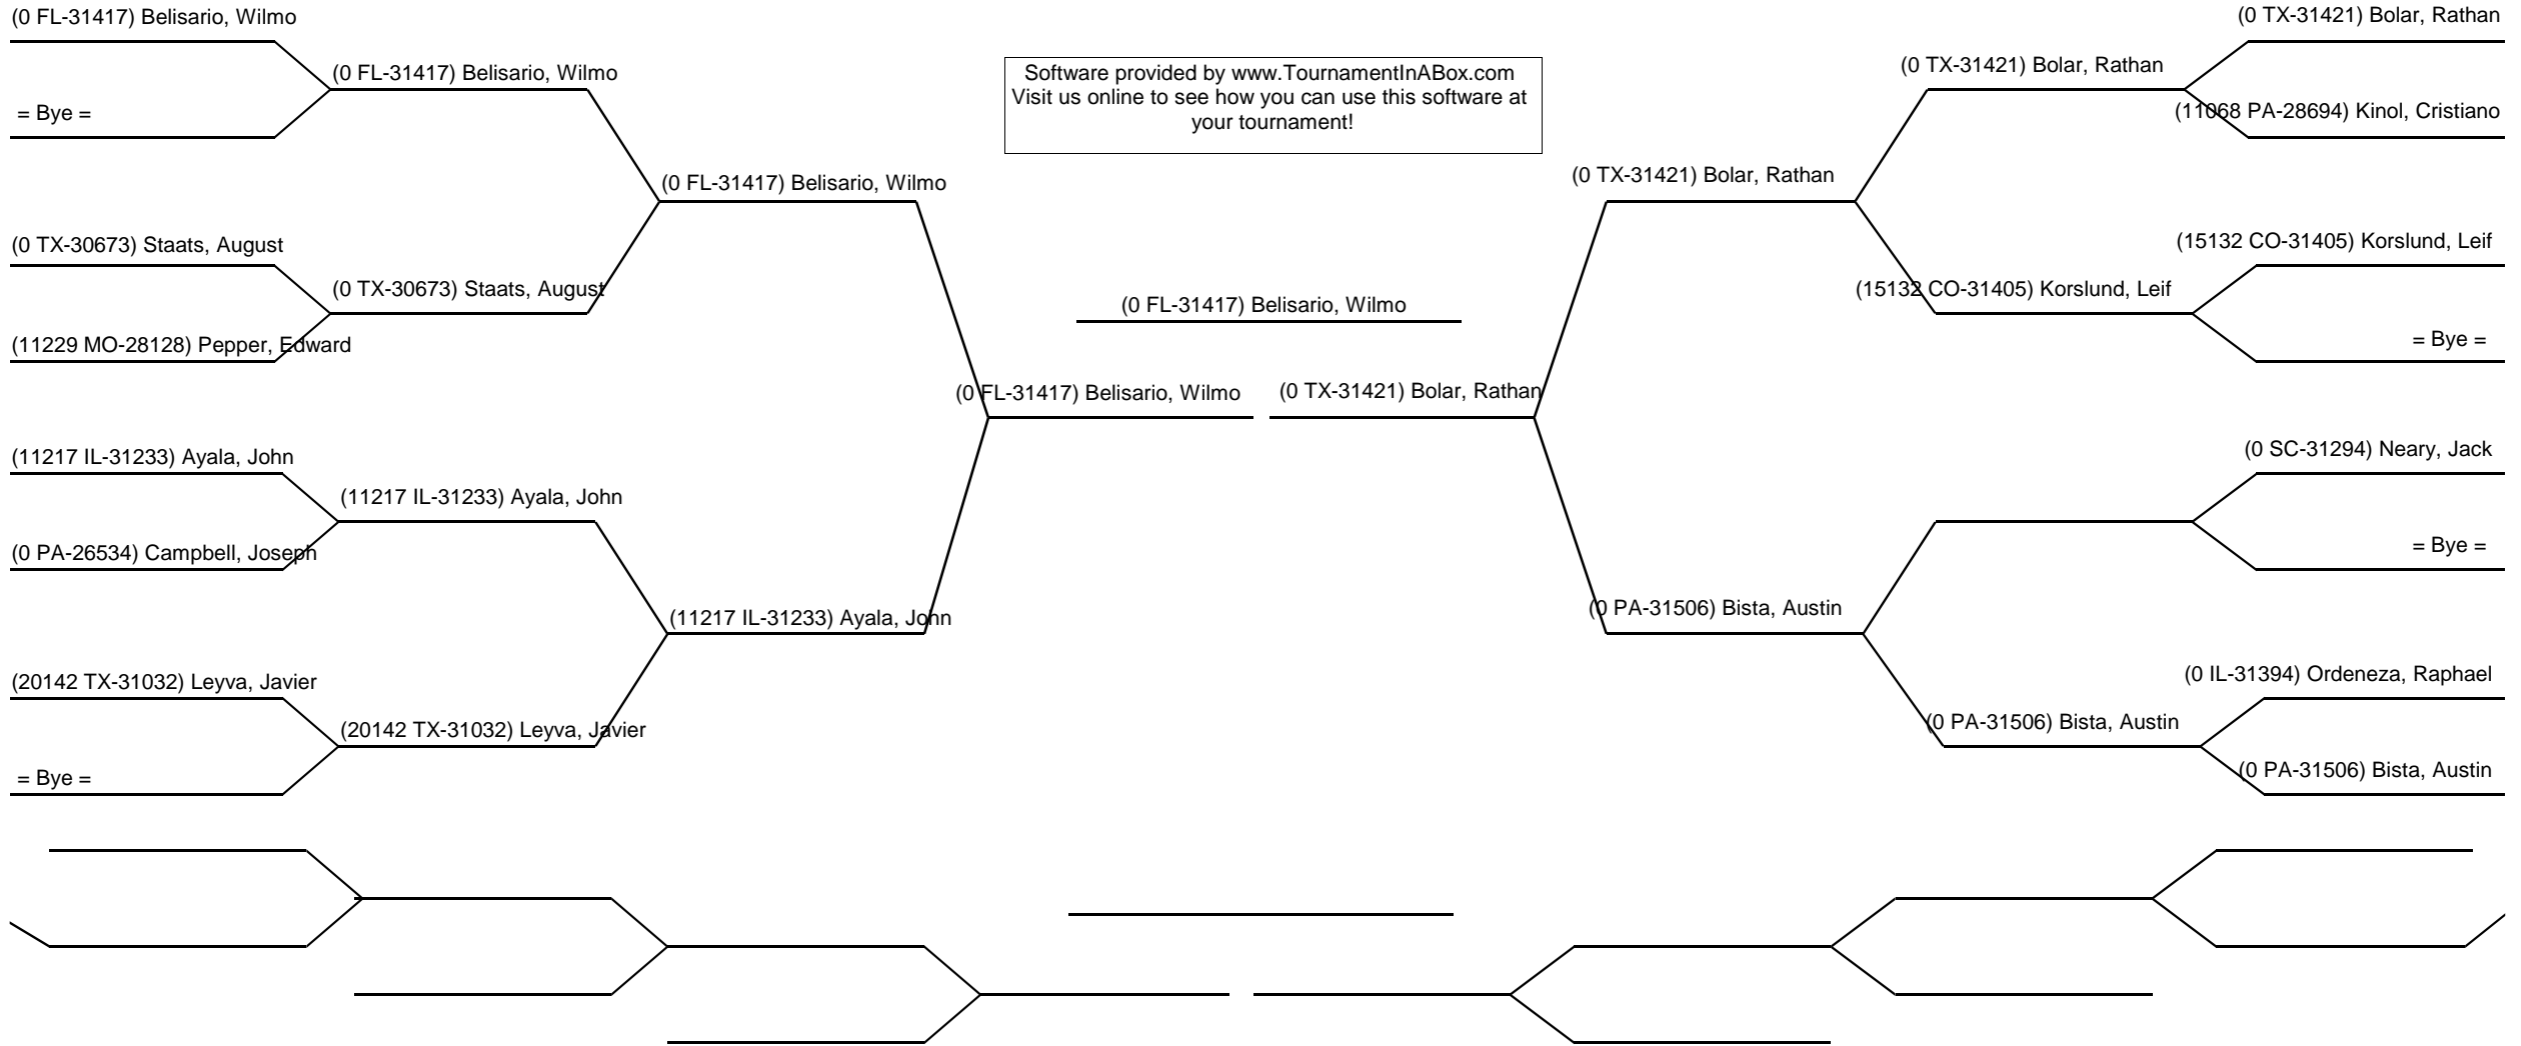 (0 FL-31417) Belisario, Wilmo
(0 FL-31417) Belisario, Wilmo
= Bye =
(0 FL-31417) Belisario, Wilmo
(0 TX-30673) Staats, August
(0 TX-30673) Staats, August
(11229 MO-28128) Pepper, Edward
(0 FL-31417) Belisario, Wilmo
(11217 IL-31233) Ayala, John
(11217 IL-31233) Ayala, John
(0 PA-26534) Campbell, Joseph
(11217 IL-31233) Ayala, John
(20142 TX-31032) Leyva, Javier
(20142 TX-31032) Leyva, Javier
= Bye =
Software provided by www.TournamentInABox.com
Visit us online to see how you can use this software at
your tournament!
(0 FL-31417) Belisario, Wilmo
(0 TX-31421) Bolar, Rathan
(0 TX-31421) Bolar, Rathan
(0 TX-31421) Bolar, Rathan
(11068 PA-28694) Kinol, Cristiano
(0 TX-31421) Bolar, Rathan
(15132 CO-31405) Korslund, Leif
(15132 CO-31405) Korslund, Leif
= Bye =
(0 SC-31294) Neary, Jack
= Bye =
(0 PA-31506) Bista, Austin
(0 IL-31394) Ordeneza, Raphael
(0 PA-31506) Bista, Austin
(0 PA-31506) Bista, Austin